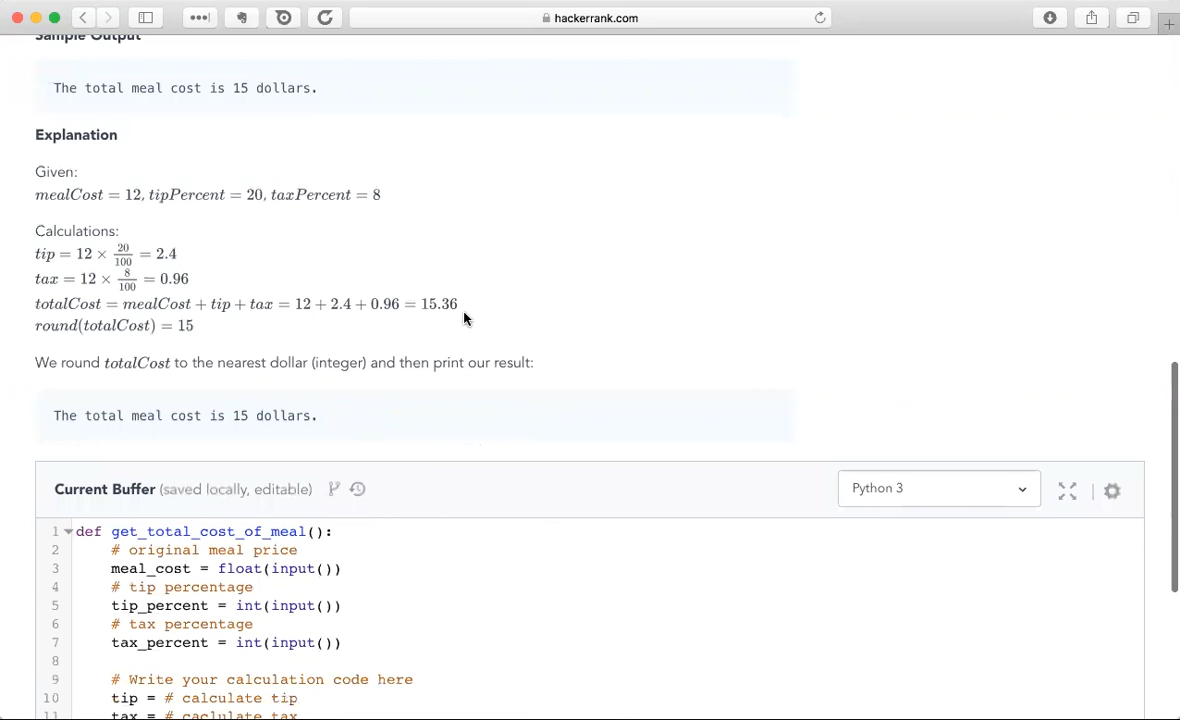 hackerrank.com
Sample Output
The total meal cost is 15 dollars.
Explanation
Given:
mealCost = 12, tipPercent = 20, taxPercent = 8
Calculations:
tip = 12 × 20/100 = 2.4
tax = 12 × 8/100 = 0.96
totalCost = mealCost + tip + tax = 12 + 2.4 + 0.96 = 15.36
round(totalCost) = 15
We round totalCost to the nearest dollar (integer) and then print our result:
The total meal cost is 15 dollars.
Current Buffer (saved locally, editable)
Python 3
1 def get_total_cost_of_meal():
2 # original meal price
3 meal_cost = float(input())
4 # tip percentage
5 tip_percent = int(input())
6 # tax percentage
7 tax_percent = int(input())
8
9 # Write your calculation code here
10 tip = # calculate tip
11 tax = # caclulate tax